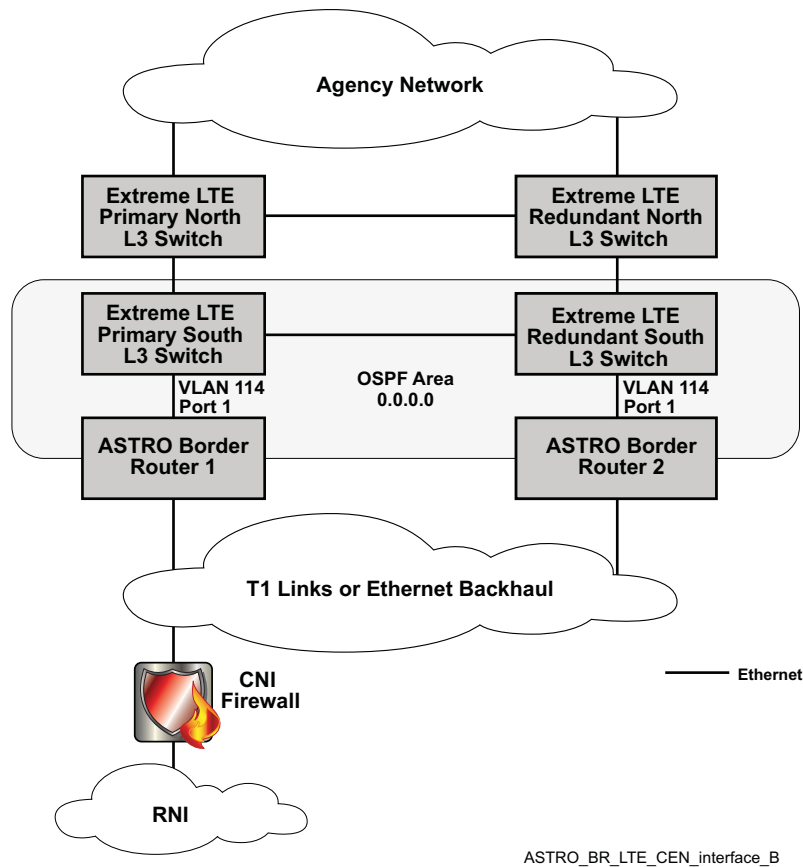 Agency Network
Extreme LTE
Primary North
L3 Switch
Extreme LTE
Redundant North
L3 Switch
Extreme LTE
Primary South
L3 Switch
Extreme LTE
Redundant South
L3 Switch
OSPF Area
0.0.0.0
VLAN 114
Port 1
VLAN 114
Port 1
ASTRO Border
Router 1
ASTRO Border
Router 2
T1 Links or Ethernet Backhaul
CNI
Firewall
Ethernet
RNI
ASTRO_BR_LTE_CEN_interface_B